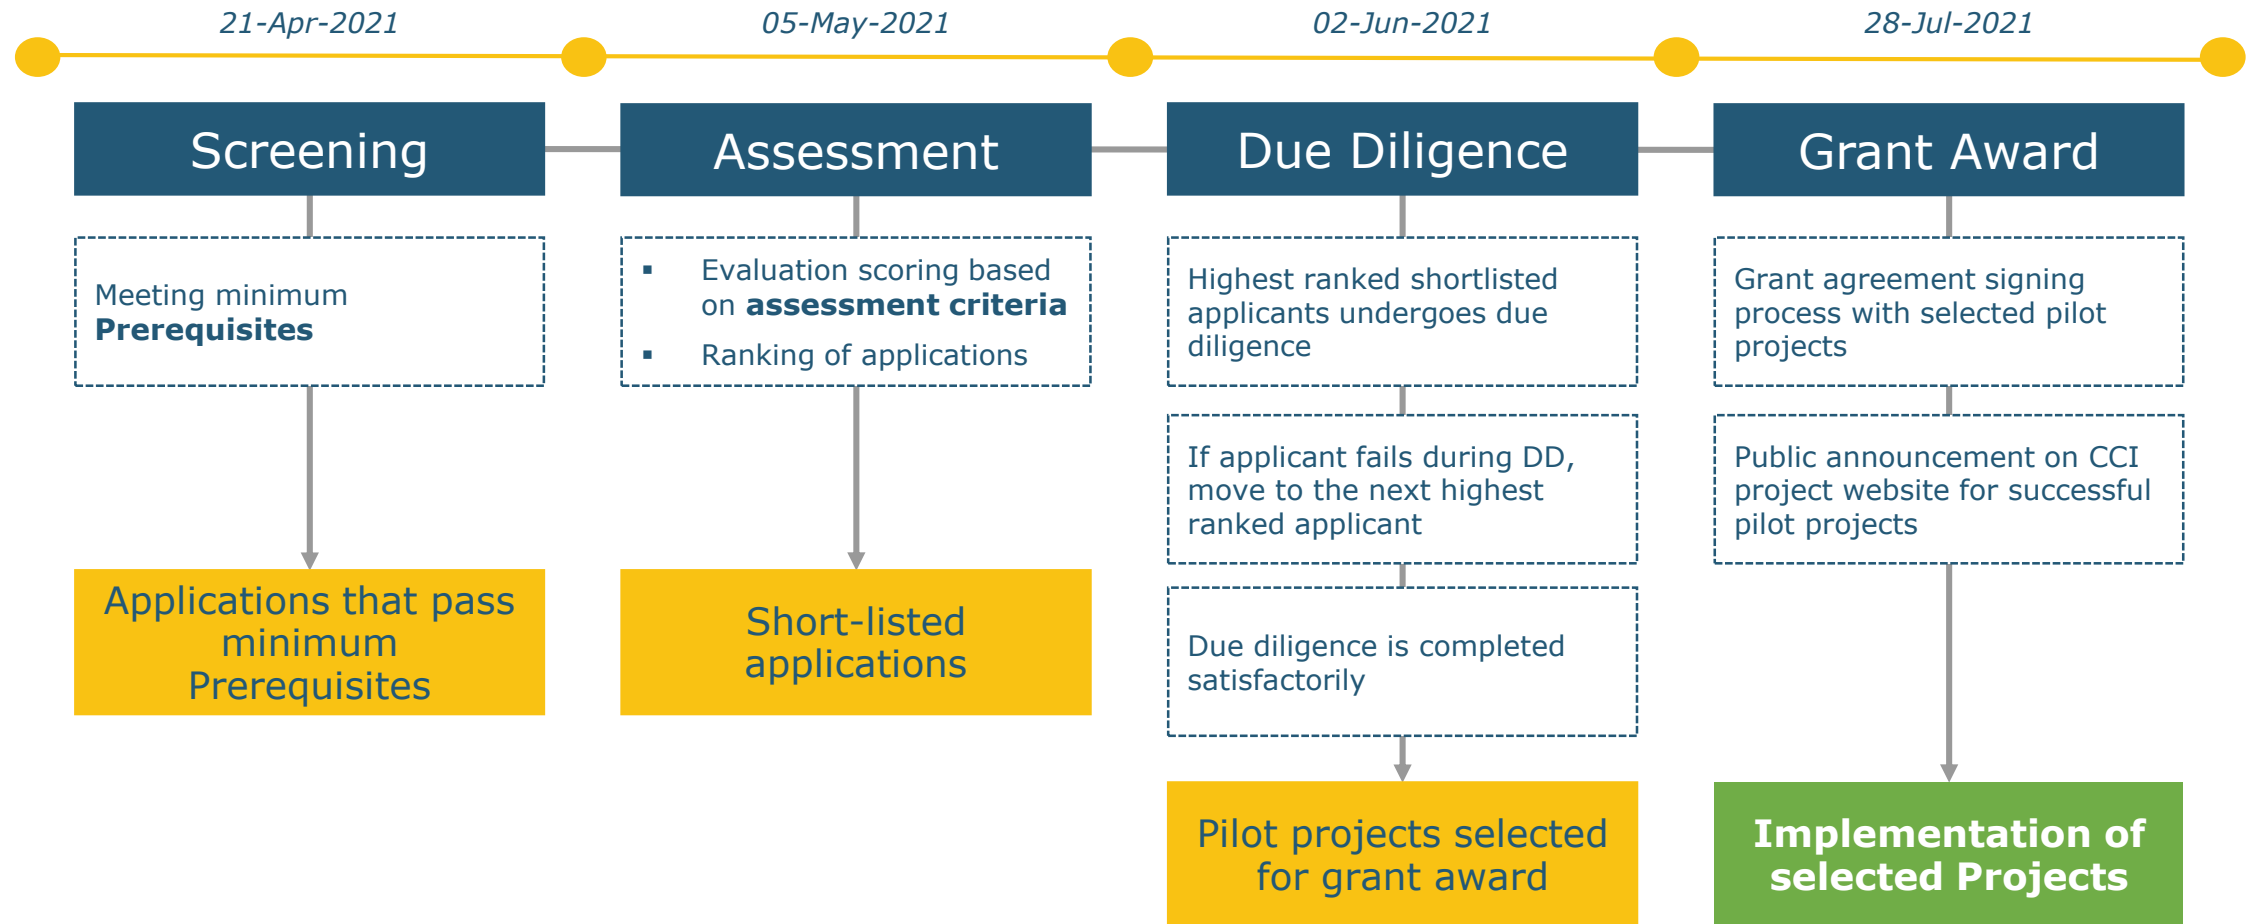 21-Apr-2021
05-May-2021
02-Jun-2021
28-Jul-2021
Screening
Assessment
Due Diligence
Grant Award
Meeting minimum
Prerequisites
▪ Evaluation scoring based
on assessment criteria
▪ Ranking of applications
Highest ranked shortlisted
applicants undergoes due
diligence
Grant agreement signing
process with selected pilot
projects
If applicant fails during DD,
move to the next highest
ranked applicant
Public announcement on CCI
project website for successful
pilot projects
Applications that pass
minimum
Prerequisites
Short-listed
applications
Due diligence is completed
satisfactorily
Pilot projects selected
for grant award
Implementation of
selected Projects